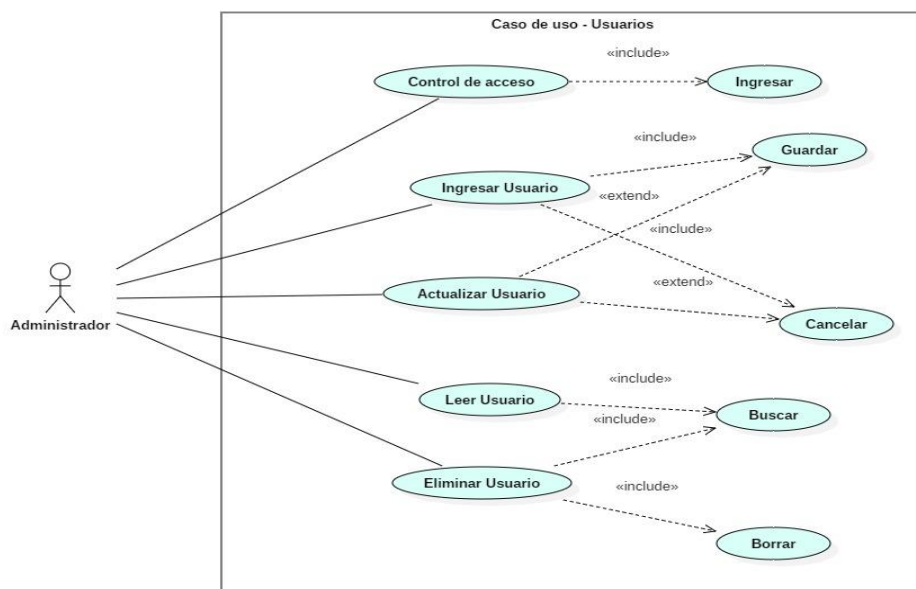 Caso de uso - Usuarios
«include»
Control de acceso
Ingresar
«include»
Guardar
Ingresar Usuario
«extend»
«include»
Actualizar Usuario
«extend»
Administrador
Cancelar
«include»
Leer Usuario
Buscar
«include»
Eliminar Usuario
«include»
Borrar